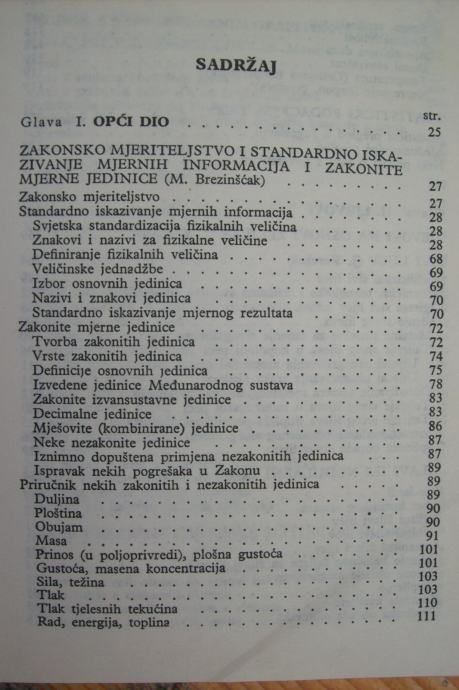 SADRŽAJ
str.
Glava I. OPĆI DIO . . . . . . . . . . . . . 25
ZAKONSKO MJERITELJSTVO I STANDARDNO ISKA-
ZIVANJE MJERNIH INFORMACIJA I ZAKONITE
MJERNE JEDINICE (M. Brezinšćak) . . . . . . . . 27
Zakonsko mjeriteljstvo . . . . . . . . . . . . 27
Standardno iskazivanje mjernih informacija . . . . . . 28
Svjetska standardizacija fizikalnih veličina . . . . . . 28
Znakovi i nazivi za fizikalne veličine . . . . . . . 28
Definiranje fizikalnih veličina . . . . . . . . . 68
Veličinske jednadžbe . . . . . . . . . . . . 69
Izbor osnovnih jedinica . . . . . . . . . . . 69
Nazivi i znakovi jedinica . . . . . . . . . . 70
Standardno iskazivanje mjernog rezultata . . . . . . 70
Zakonite mjerne jedinice . . . . . . . . . . . 72
Tvorba zakonitih jedinica . . . . . . . . . . 72
Vrste zakonitih jedinica . . . . . . . . . . . 74
Definicije osnovnih jedinica . . . . . . . . . 75
Izvedene jedinice Međunarodnog sustava . . . . . . 78
Zakonite izvansustavne jedinice . . . . . . . . 83
Decimalne jedinice . . . . . . . . . . . . 83
Mješovite (kombinirane) jedinice . . . . . . . . 86
Neke nezakonite jedinice . . . . . . . . . . 87
Iznimno dopuštena primjena nezakonitih jedinica . . . . 87
Ispravak nekih pogrešaka u Zakonu . . . . . . . 89
Priručnik nekih zakonitih i nezakonitih jedinica . . . . 89
Duljina . . . . . . . . . . . . . . . 89
Ploština . . . . . . . . . . . . . . . 90
Obujam . . . . . . . . . . . . . . . 90
Masa . . . . . . . . . . . . . . . . 91
Prinos (u poljoprivredi), plošna gustoća . . . . . . 101
Gustoća, masena koncentracija . . . . . . . . . 101
Sila, težina . . . . . . . . . . . . . . 103
Tlak . . . . . . . . . . . . . . . . 103
Tlak tjelesnih tekućina . . . . . . . . . . . 110
Rad, energija, toplina . . . . . . . . . . . 111